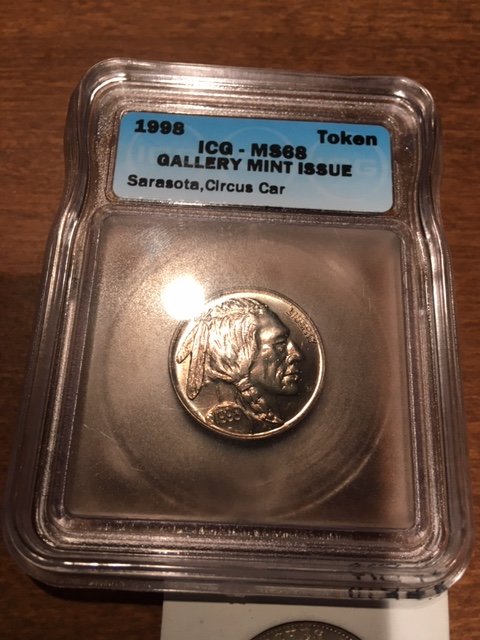 1998 Token
ICG - MS68
GALLERY MINT ISSUE
Sarasota,Circus Car
LIBERTY